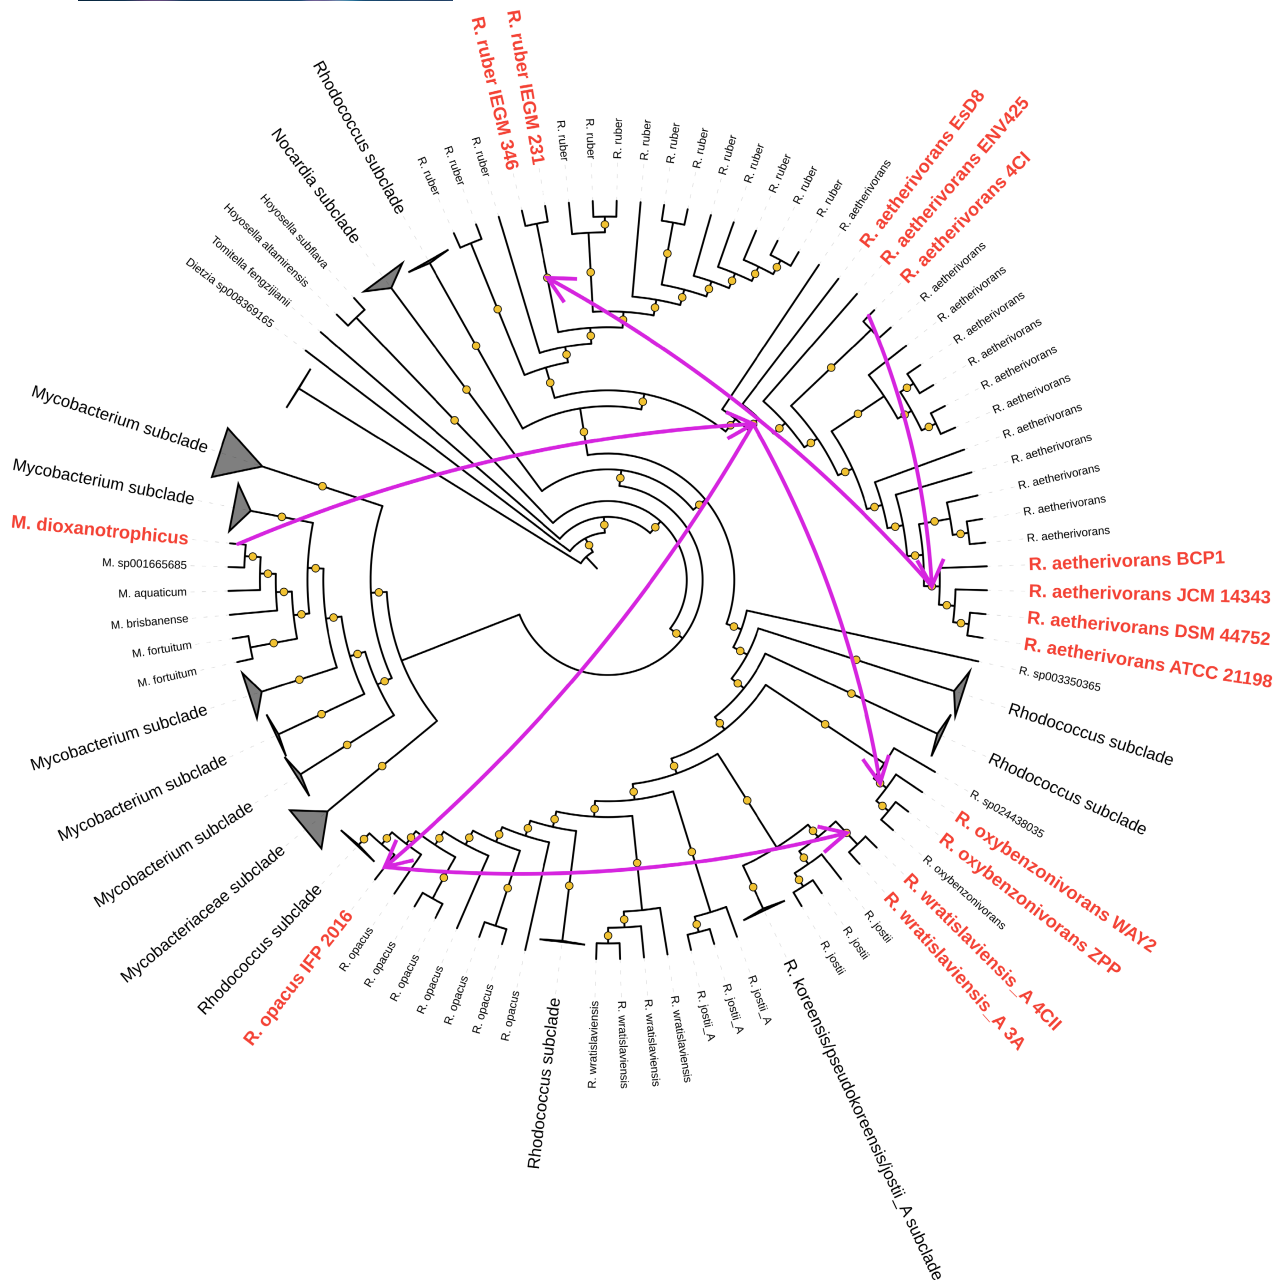 R. ruber IEGM 346
R. ruber IEGM 231
R. ruber
R. ruber
R. ruber
R. ruber
R. ruber
R. ruber
R. ruber
R. ruber
R. ruber
R. ruber
R. ruber
R. aetherivorans
R. aetherivorans EsD8
R. aetherivorans ENV425
R. aetherivorans 4CI
R. aetherivorans
R. aetherivorans
R. aetherivorans
R. aetherivorans
R. aetherivorans
R. aetherivorans
R. aetherivorans
R. aetherivorans
R. aetherivorans
R. aetherivorans
R. aetherivorans
R. aetherivorans BCP1
R. aetherivorans JCM 14343
R. aetherivorans DSM 44752
R. aetherivorans ATCC 21198
R. sp003350365
Rhodococcus subclade
Rhodococcus subclade
R. sp024438035
R. oxybenzonivorans WAY2
R. oxybenzonivorans ZPP
R. oxybenzonivorans
R. wratislaviensis_A 4CII
R. wratislaviensis_A 3A
R. jostii
R. jostii
R. jostii
R. koreensis/pseudokoreensis/jostii_A subclade
R. jostii_A
R. jostii_A
R. jostii_A
R. wratislaviensis
R. wratislaviensis
R. wratislaviensis
R. wratislaviensis
Rhodococcus subclade
R. opacus
R. opacus
R. opacus
R. opacus
R. opacus
R. opacus
R. opacus
R. opacus IFP 2016
Rhodococcus subclade
Mycobacteriaceae subclade
Mycobacterium subclade
Mycobacterium subclade
Mycobacterium subclade
M. fortuitum
M. fortuitum
M. brisbanense
M. aquaticum
M. sp001665685
M. dioxanotrophicus
Mycobacterium subclade
Mycobacterium subclade
Dietzia sp008369165
Tomitella fengzijianii
Hoyosella altamirensis
Hoyosella subflava
Nocardia subclade
Rhodococcus subclade
R. ruber
R. ruber
R. ruber